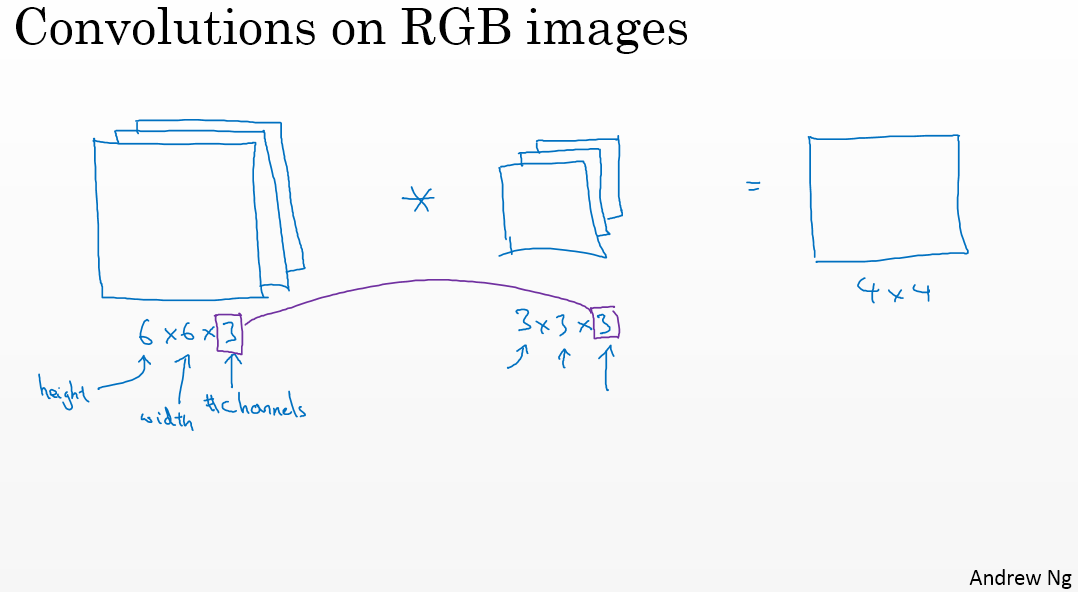 Convolutions on RGB images
*
=
4 x 4
6 x 6 x 3
3 x 3 x 3
height
width
#channels
Andrew Ng